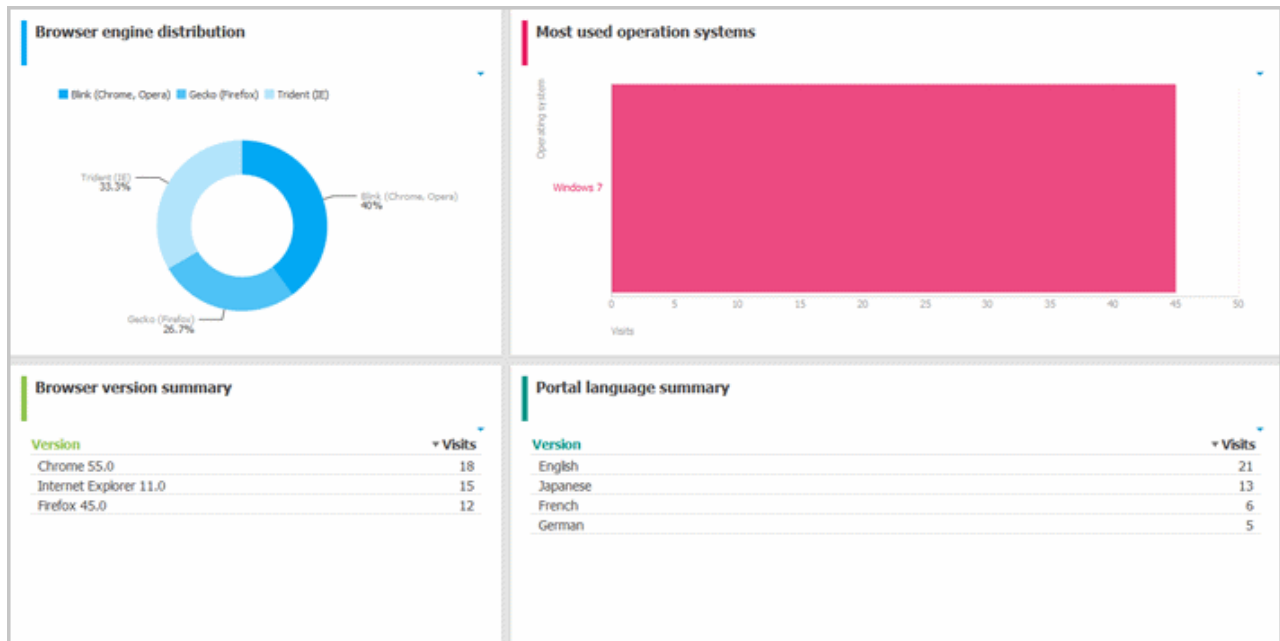 Browser engine distribution
Blink (Chrome, Opera) Gecko (Firefox) Trident (IE)
Trident (IE)
33.3%
Blink (Chrome, Opera)
40%
Gecko (Firefox)
26.7%
Most used operation systems
Operating system
Windows 7
0 5 10 15 20 25 30 35 40 45 50
Visits
Browser version summary
Version Visits
Chrome 55.0 18
Internet Explorer 11.0 15
Firefox 45.0 12
Portal language summary
Version Visits
English 21
Japanese 13
French 6
German 5